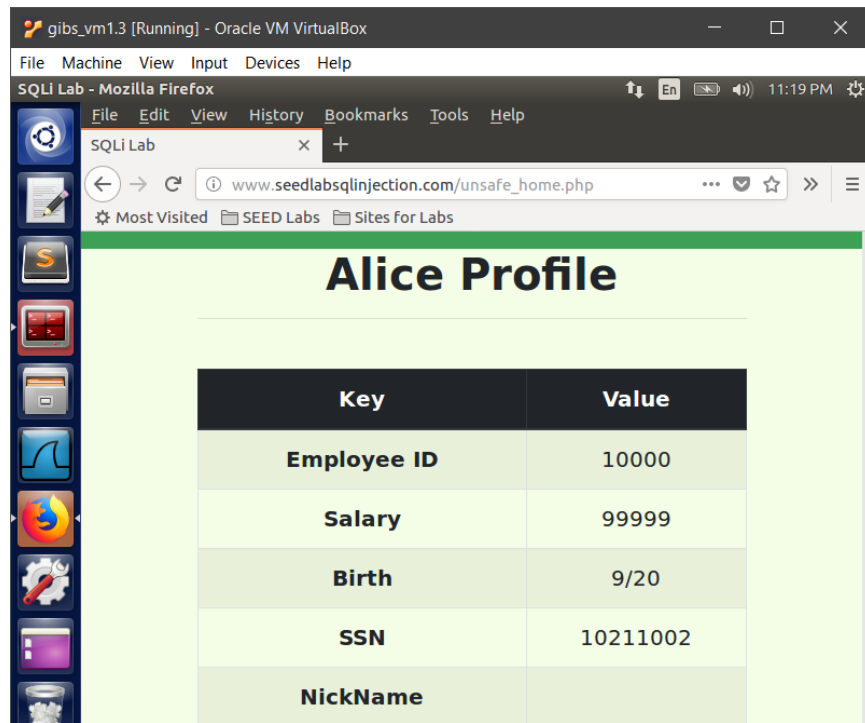 gibs_vm1.3 [Running] - Oracle VM VirtualBox
File Machine View Input Devices Help
SQLi Lab - Mozilla Firefox En 11:19 PM
File Edit View History Bookmarks Tools Help
SQLi Lab
www.seedlabsqlinjection.com/unsafe_home.php
Most Visited SEED Labs Sites for Labs
Alice Profile
Key Value
Employee ID 10000
Salary 99999
Birth 9/20
SSN 10211002
NickName